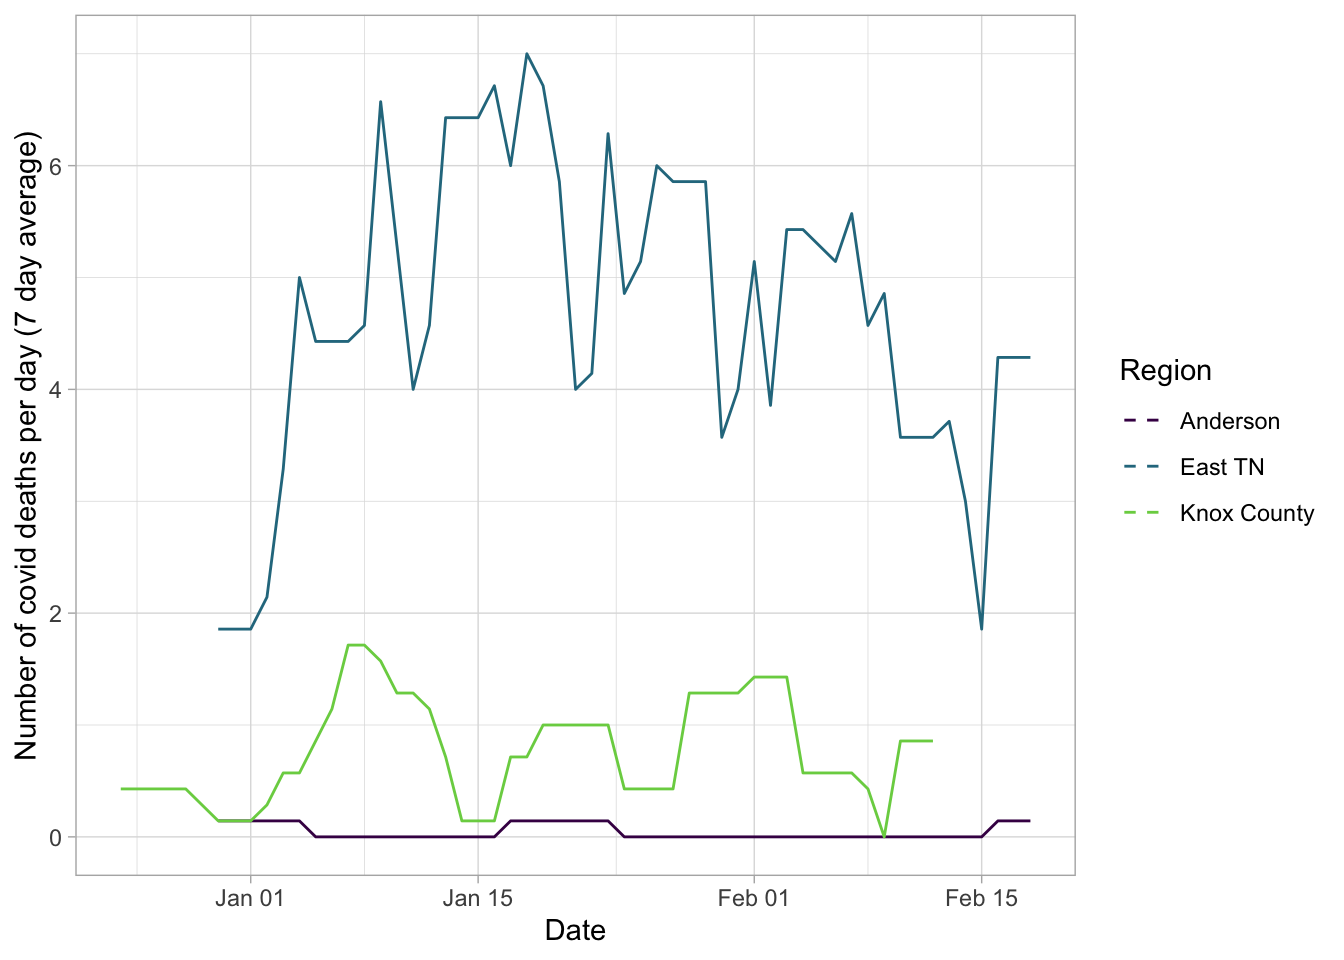 Number of covid deaths per day (7 day average)
6
4
2
0
Jan 01
Jan 15
Feb 01
Feb 15
Date
Region
Anderson
East TN
Knox County